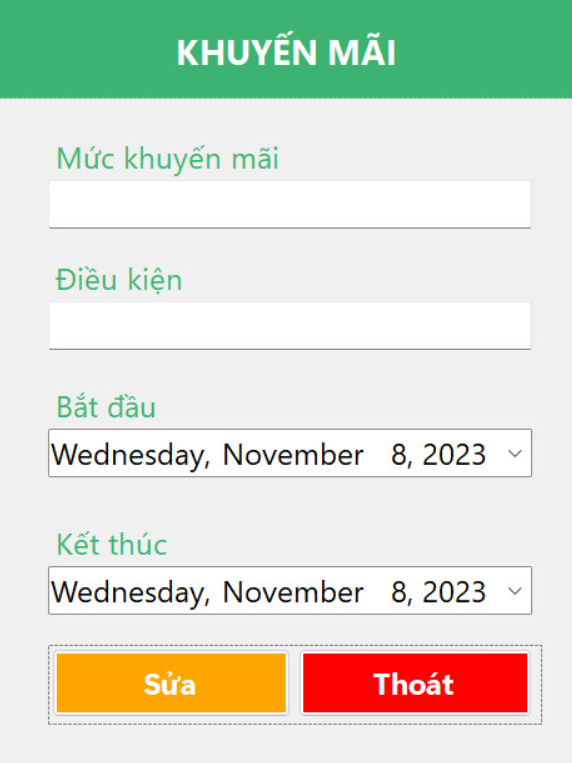 KHUYẾN MÃI
Mức khuyến mãi
Điều kiện
Bắt đầu
Wednesday, November 8, 2023
Kết thúc
Wednesday, November 8, 2023
Sửa Thoát